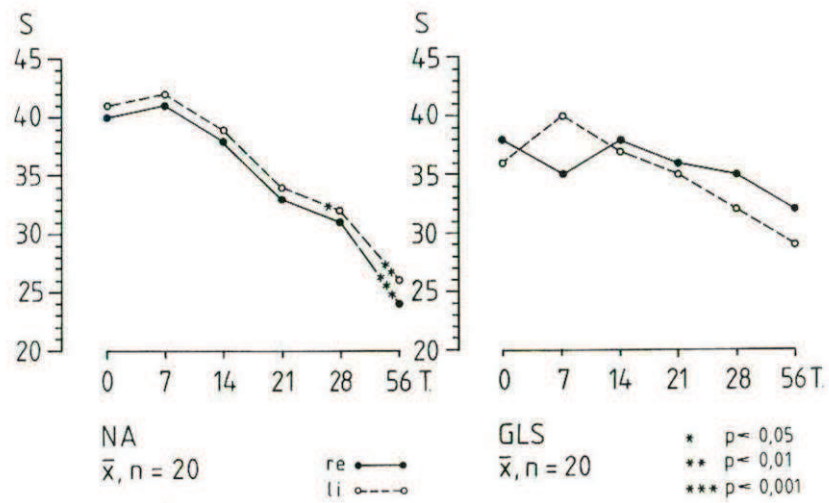 S
45
40
35
30
25
20
0 7 14 21 28 56 T.
NA
x̄, n = 20
re
li
S
45
40
35
30
25
20
0 7 14 21 28 56 T.
GLS
x̄, n = 20
* p < 0,05
** p < 0,01
*** p < 0,001